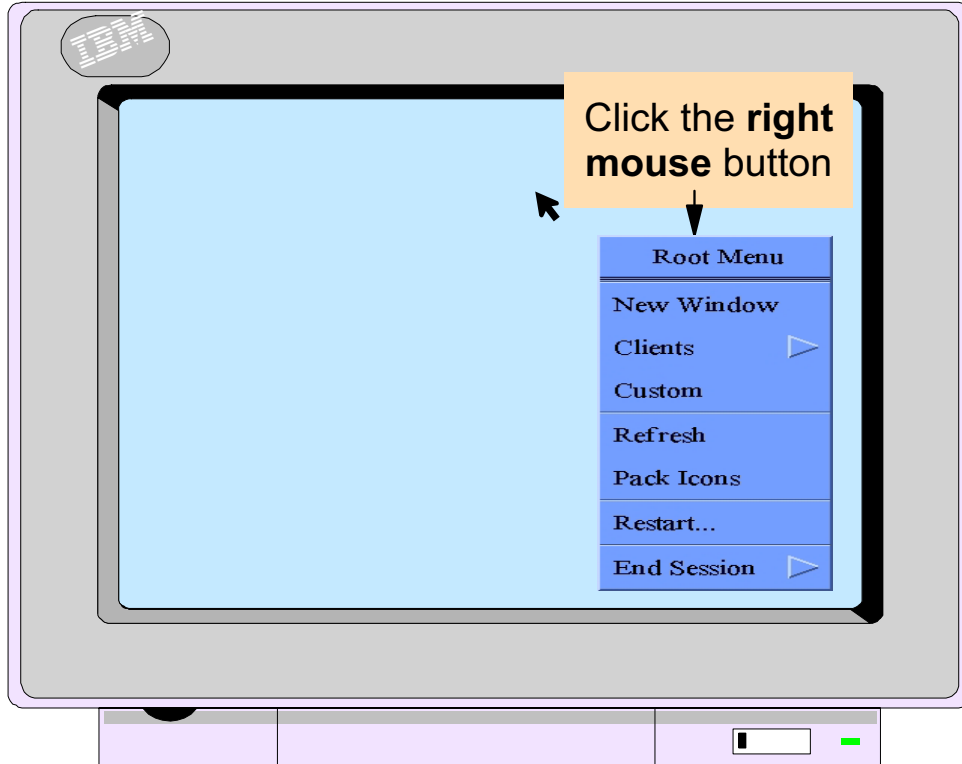 IBM
Click the right
mouse button
Root Menu
New Window
Clients
Custom
Refresh
Pack Icons
Restart...
End Session